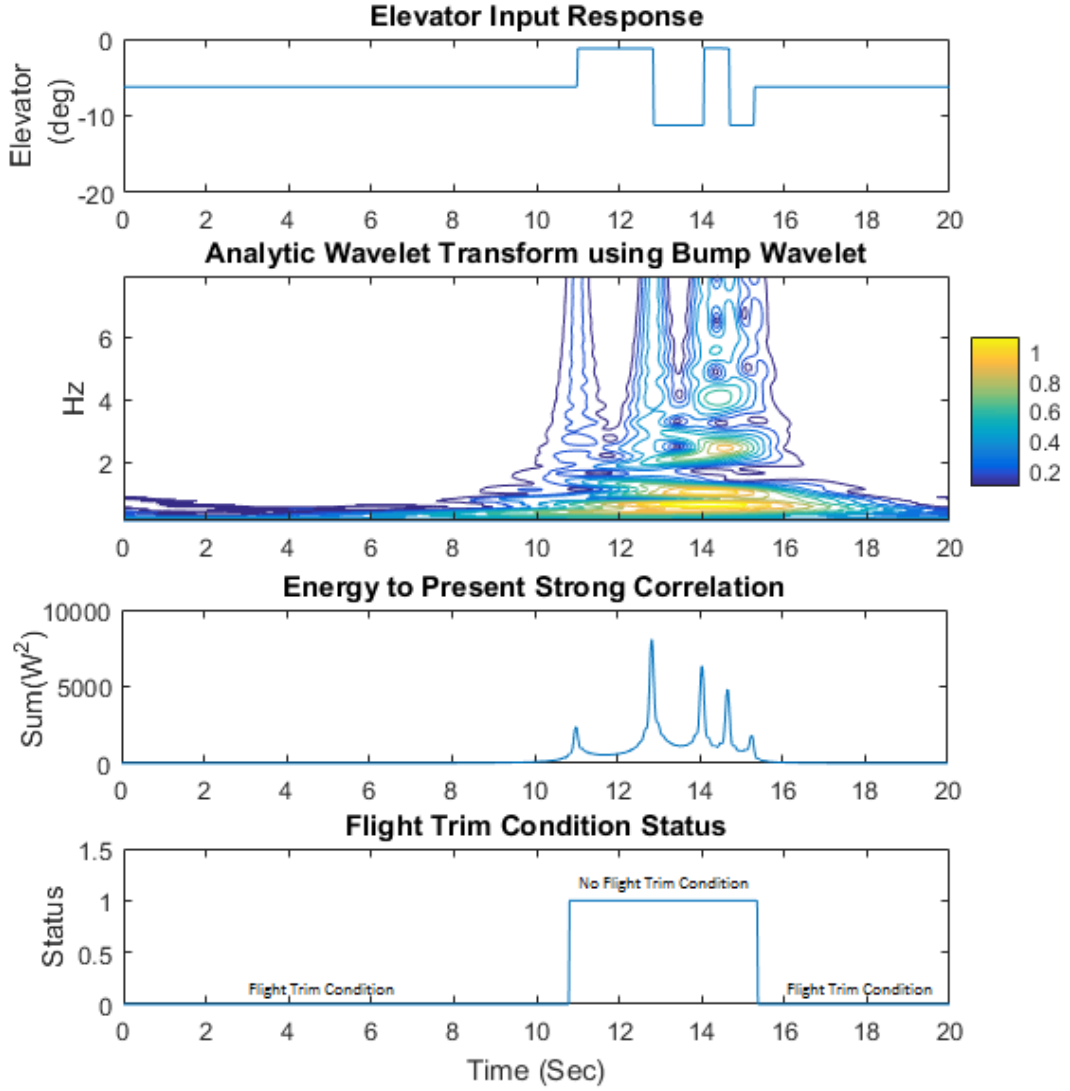 Elevator Input Response
0
-10
-20
Elevator
(deg)
0 2 4 6 8 10 12 14 16 18 20
Analytic Wavelet Transform using Bump Wavelet
6
4
2
Hz
0 2 4 6 8 10 12 14 16 18 20
1
0.8
0.6
0.4
0.2
Energy to Present Strong Correlation
10000
5000
0
Sum(W²)
0 2 4 6 8 10 12 14 16 18 20
Flight Trim Condition Status
1.5
1
0.5
0
Status
No Flight Trim Condition
Flight Trim Condition
Flight Trim Condition
0 2 4 6 8 10 12 14 16 18 20
Time (Sec)